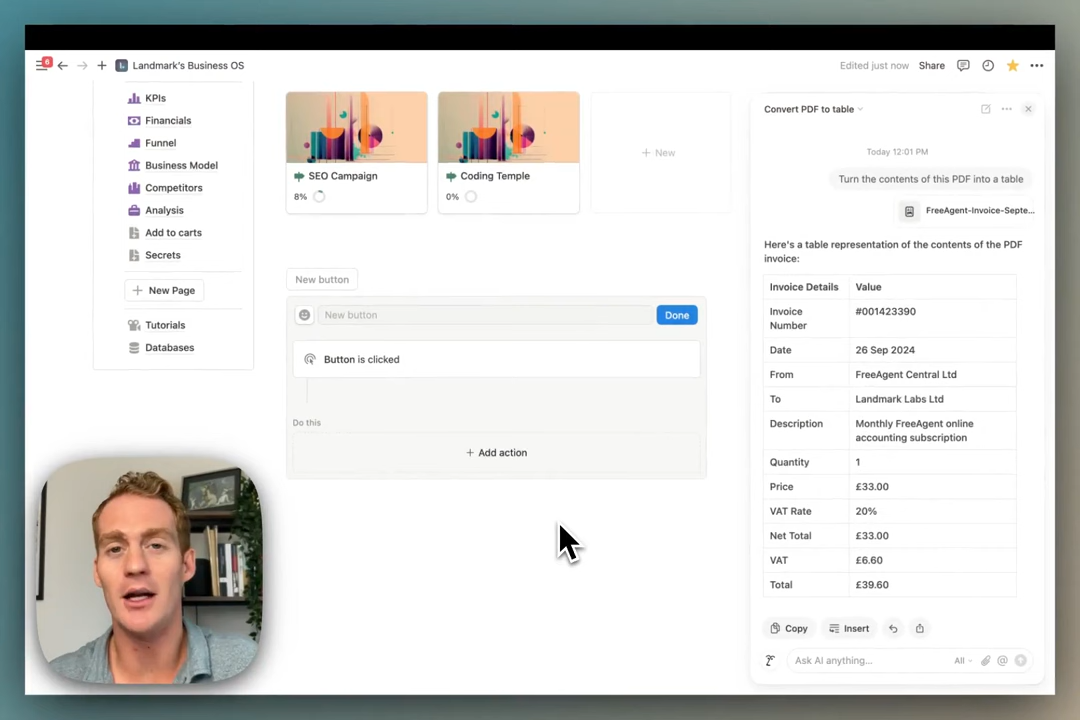 6
Landmark's Business OS
Edited just now
Share
KPIs
Financials
Funnel
Business Model
Competitors
Analysis
Add to carts
Secrets
New Page
Tutorials
Databases
SEO Campaign
8%
Coding Temple
0%
+ New
New button
New button
Done
Button is clicked
Do this
+ Add action
Convert PDF to table
Today 12:01 PM
Turn the contents of this PDF into a table
FreeAgent-Invoice-Septe...
Here's a table representation of the contents of the PDF
invoice:
Invoice Details Value
Invoice
Number #001423390
Date 26 Sep 2024
From FreeAgent Central Ltd
To Landmark Labs Ltd
Description Monthly FreeAgent online
accounting subscription
Quantity 1
Price £33.00
VAT Rate 20%
Net Total £33.00
VAT £6.60
Total £39.60
Copy Insert
Ask AI anything... All